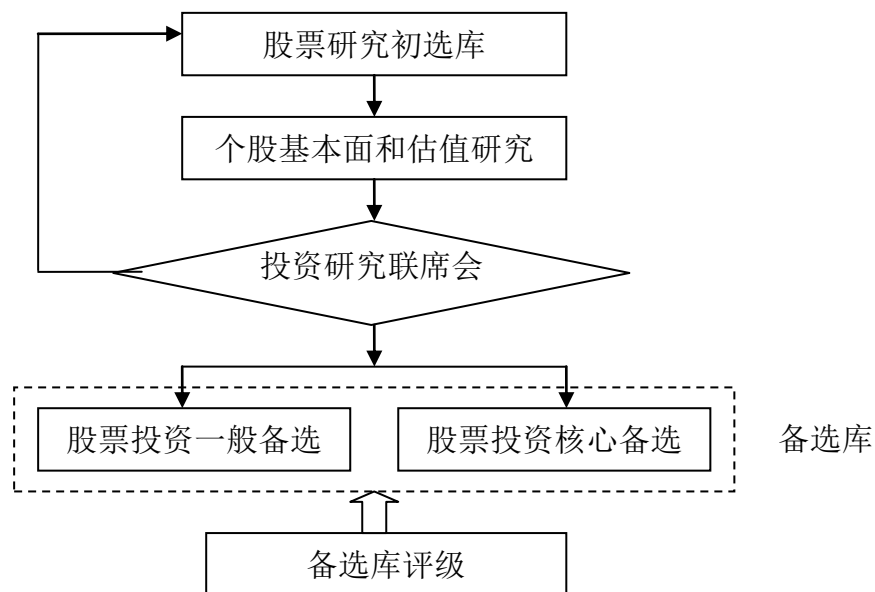 股票研究初选库
个股基本面和估值研究
投资研究联席会
股票投资一般备选
股票投资核心备选
备选库
备选库评级